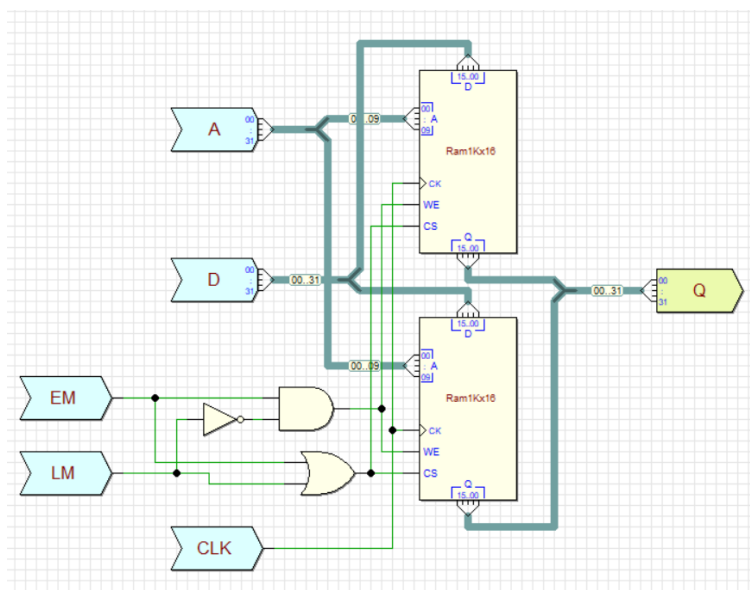 15..00
D
A
00
:
31
00..09
00
: A
09
Ram1Kx16
CK
WE
CS
Q
15..00
D
00
:
31
00..31
00..31
00
:
31
Q
15..00
D
00..09
00
: A
09
Ram1Kx16
EM
CK
WE
LM
CS
Q
15..00
CLK